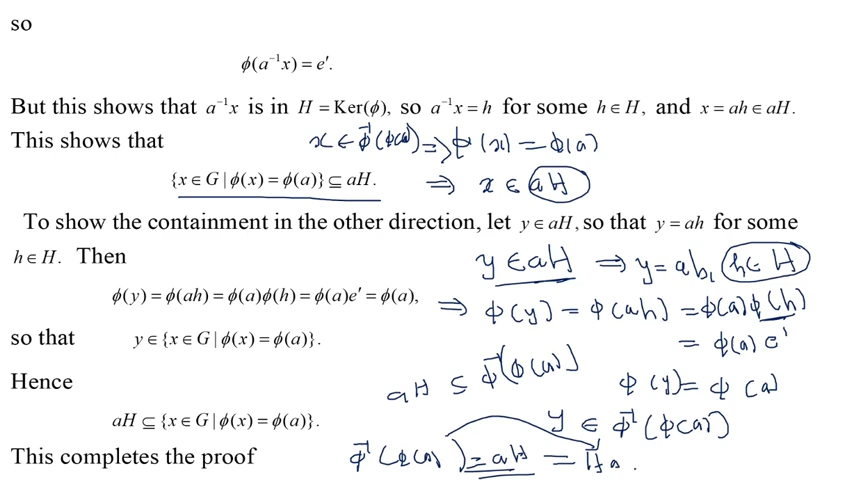 so
ϕ(a⁻¹x) = e′.
But this shows that a⁻¹x is in H = Ker(ϕ), so a⁻¹x = h for some h ∈ H, and x = ah ∈ aH.
This shows that
x ∈ ϕ⁻¹(ϕ(a)) ⇒ ϕ(x) = ϕ(a)
{x ∈ G | ϕ(x) = ϕ(a)} ⊆ aH.
⇒ x ∈ aH
To show the containment in the other direction, let y ∈ aH, so that y = ah for some
h ∈ H. Then
y ∈ aH ⇒ y = ah, h ∈ H
ϕ(y) = ϕ(ah) = ϕ(a)ϕ(h) = ϕ(a)e′ = ϕ(a),
⇒ ϕ(y) = ϕ(ah) = ϕ(a)ϕ(h)
so that y ∈ {x ∈ G | ϕ(x) = ϕ(a)}.
= ϕ(a) e′
Hence
aH ⊆ ϕ⁻¹(ϕ(a))
ϕ(y) = ϕ(a)
aH ⊆ {x ∈ G | ϕ(x) = ϕ(a)}.
y ∈ ϕ⁻¹(ϕ(a))
This completes the proof
ϕ⁻¹(ϕ(a)) = aH = Ha.